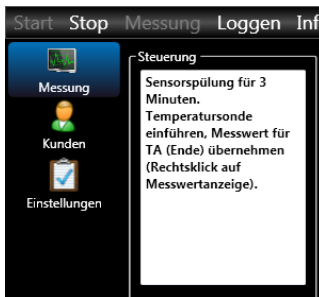 Start Stop Messung Loggen Inf
Messung
Kunden
Einstellungen
Steuerung
Sensorspülung für 3
Minuten.
Temperatursonde
einführen, Messwert für
TA (Ende) übernehmen
(Rechtsklick auf
Messwertanzeige).